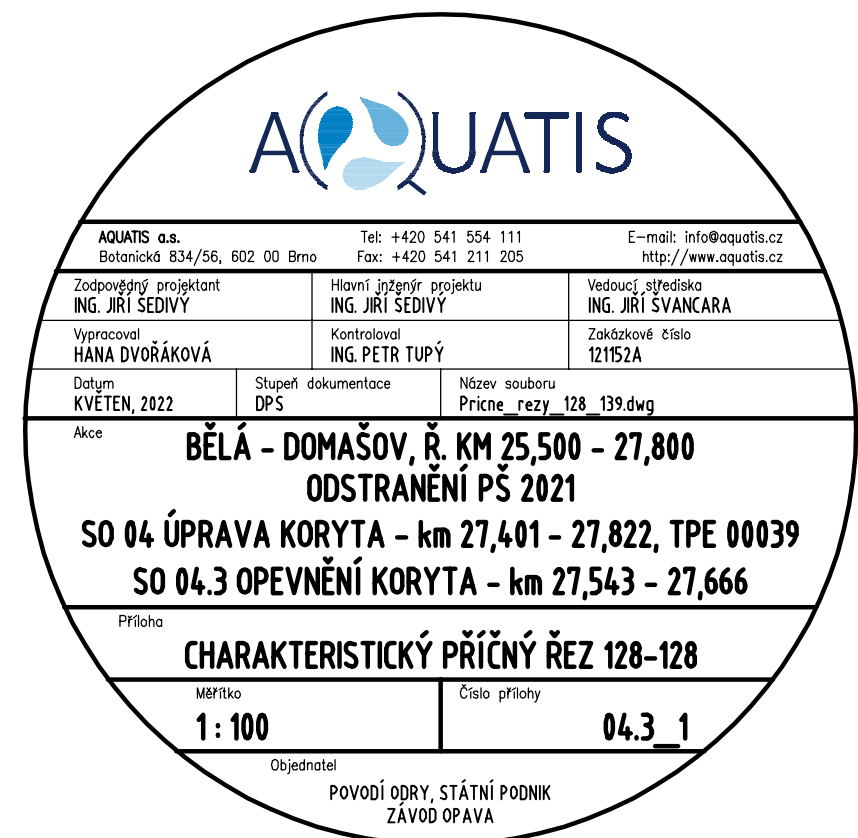 AQUATIS
AQUATIS a.s. Tel: +420 541 554 111 E-mail: info@aquatis.cz
Botanická 834/56, 602 00 Brno Fax: +420 541 211 205 http://www.aquatis.cz
Zodpovědný projektant Hlavní inženýr projektu Vedoucí střediska
ING. JIŘÍ ŠEDIVÝ ING. JIŘÍ ŠEDIVÝ ING. JIŘÍ ŠVANCARA
Vypracoval Kontroloval Zakázkové číslo
HANA DVOŘÁKOVÁ ING. PETR TUPÝ 121152A
Datum Stupeň dokumentace Název souboru
KVĚTEN, 2022 DPS Pricne_rezy_128_139.dwg
Akce
BĚLÁ - DOMAŠOV, Ř. KM 25,500 - 27,800
ODSTRANĚNÍ PŠ 2021
SO 04 ÚPRAVA KORYTA - km 27,401 - 27,822, TPE 00039
SO 04.3 OPEVNĚNÍ KORYTA - km 27,543 - 27,666
Příloha
CHARAKTERISTICKÝ PŘÍČNÝ ŘEZ 128-128
Měřítko Číslo přílohy
1 : 100 04.3_1
Objednatel
POVODÍ ODRY, STÁTNÍ PODNIK
ZÁVOD OPAVA